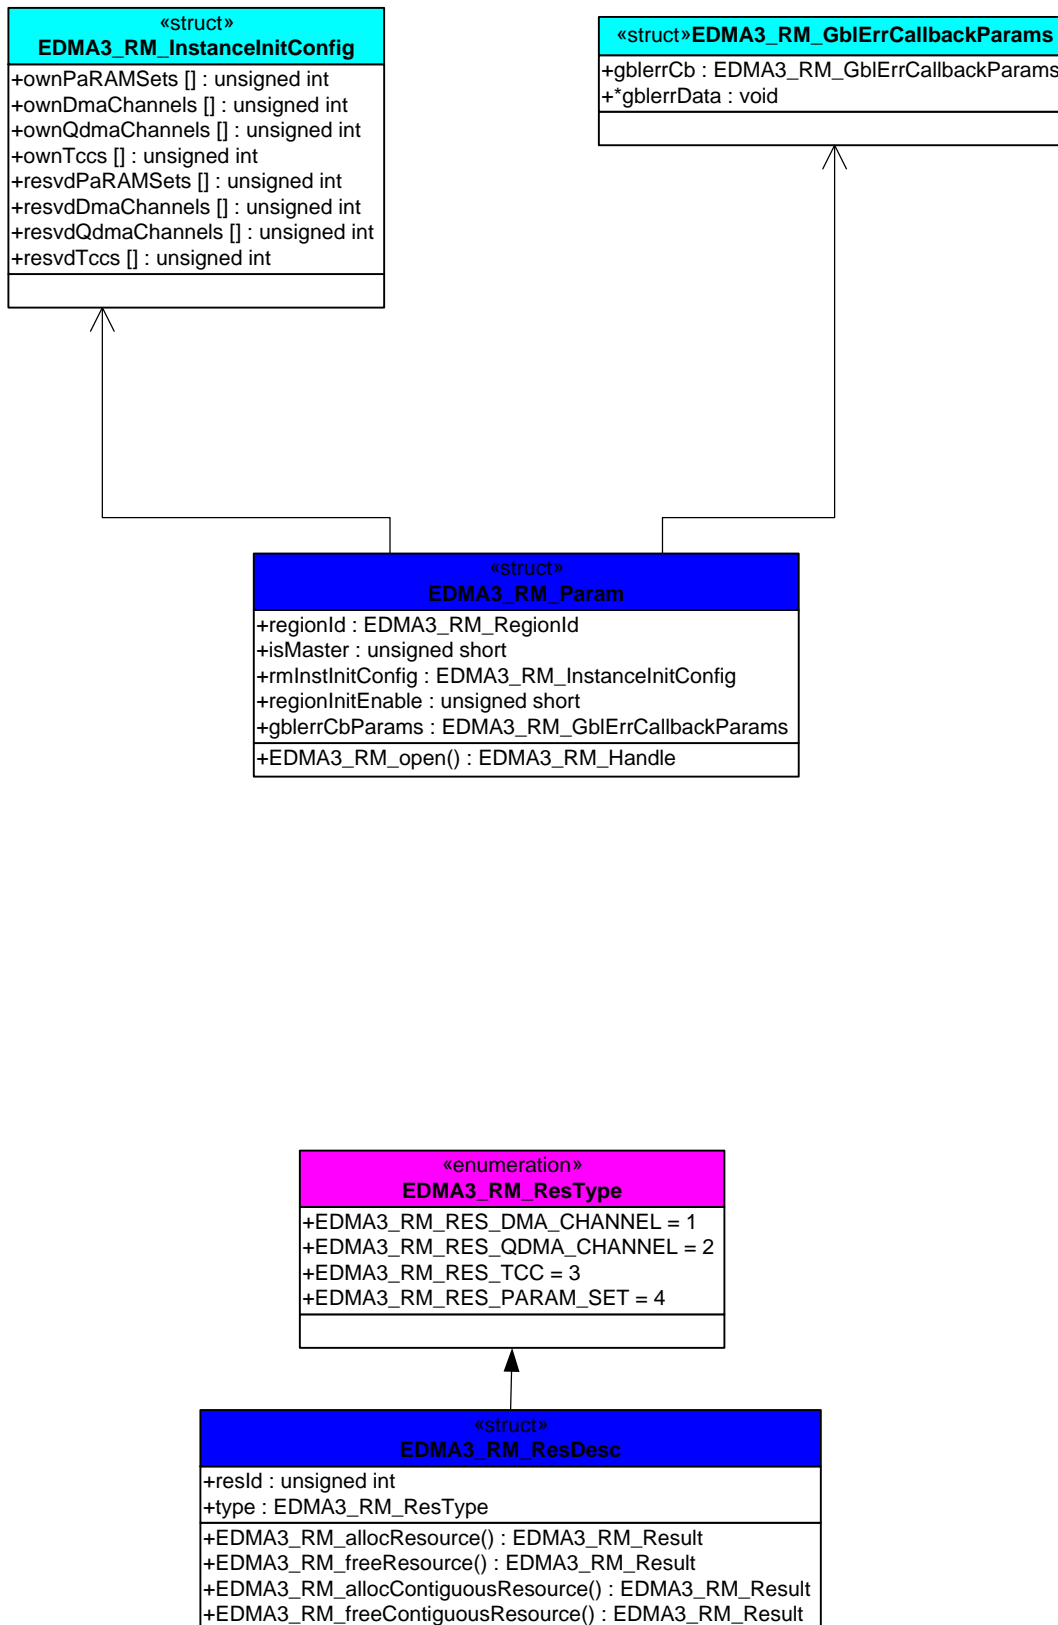 «struct»
EDMA3_RM_InstanceInitConfig
+ownPaRAMSets [] : unsigned int
+ownDmaChannels [] : unsigned int
+ownQdmaChannels [] : unsigned int
+ownTccs [] : unsigned int
+resvdPaRAMSets [] : unsigned int
+resvdDmaChannels [] : unsigned int
+resvdQdmaChannels [] : unsigned int
+resvdTccs [] : unsigned int
«struct»EDMA3_RM_GblErrCallbackParams
+gblerrCb : EDMA3_RM_GblErrCallbackParams
+*gblerrData : void
«struct»
EDMA3_RM_Param
+regionId : EDMA3_RM_RegionId
+isMaster : unsigned short
+rmInstInitConfig : EDMA3_RM_InstanceInitConfig
+regionInitEnable : unsigned short
+gblerrCbParams : EDMA3_RM_GblErrCallbackParams
+EDMA3_RM_open() : EDMA3_RM_Handle
«enumeration»
EDMA3_RM_ResType
+EDMA3_RM_RES_DMA_CHANNEL = 1
+EDMA3_RM_RES_QDMA_CHANNEL = 2
+EDMA3_RM_RES_TCC = 3
+EDMA3_RM_RES_PARAM_SET = 4
«struct»
EDMA3_RM_ResDesc
+resId : unsigned int
+type : EDMA3_RM_ResType
+EDMA3_RM_allocResource() : EDMA3_RM_Result
+EDMA3_RM_freeResource() : EDMA3_RM_Result
+EDMA3_RM_allocContiguousResource() : EDMA3_RM_Result
+EDMA3_RM_freeContiguousResource() : EDMA3_RM_Result